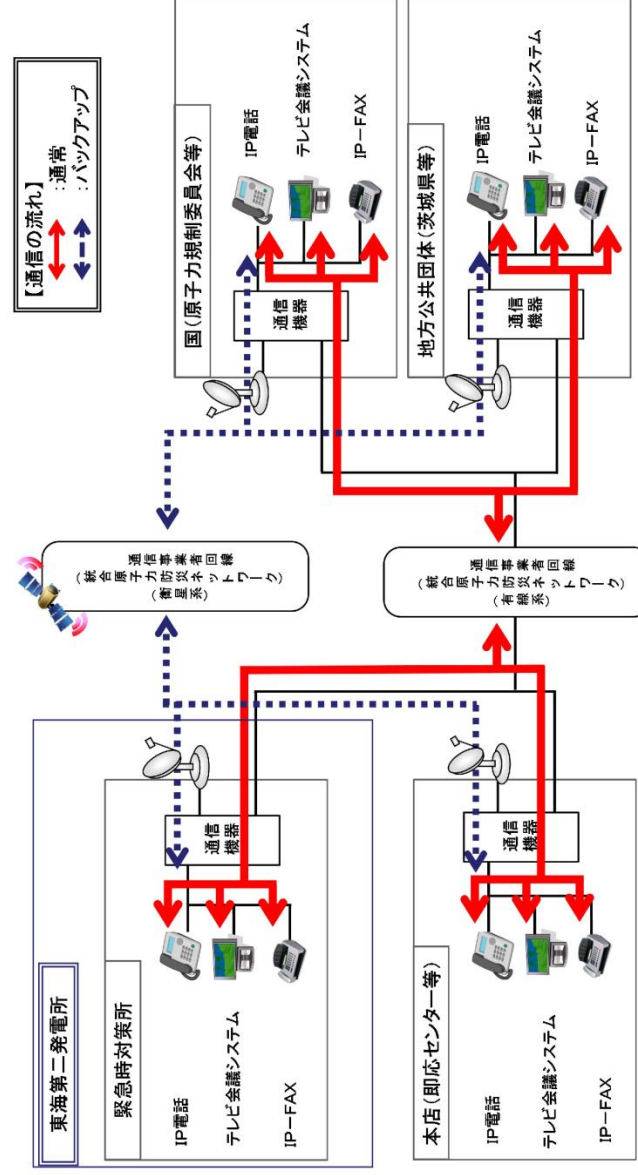 【通信の流れ】
:通常
:バックアップ
東海第二発電所
緊急時対策所
IP電話
テレビ会議システム
IP-FAX
通信
機器
本店(即応センター等)
IP電話
テレビ会議システム
IP-FAX
通信
機器
通信事業者回線
(統合原子力防災ネットワーク)
(衛星系)
通信事業者回線
(統合原子力防災ネットワーク)
(有線系)
国(原子力規制委員会等)
通信
機器
IP電話
テレビ会議システム
IP-FAX
地方公共団体(茨城県等)
通信
機器
IP電話
テレビ会議システム
IP-FAX